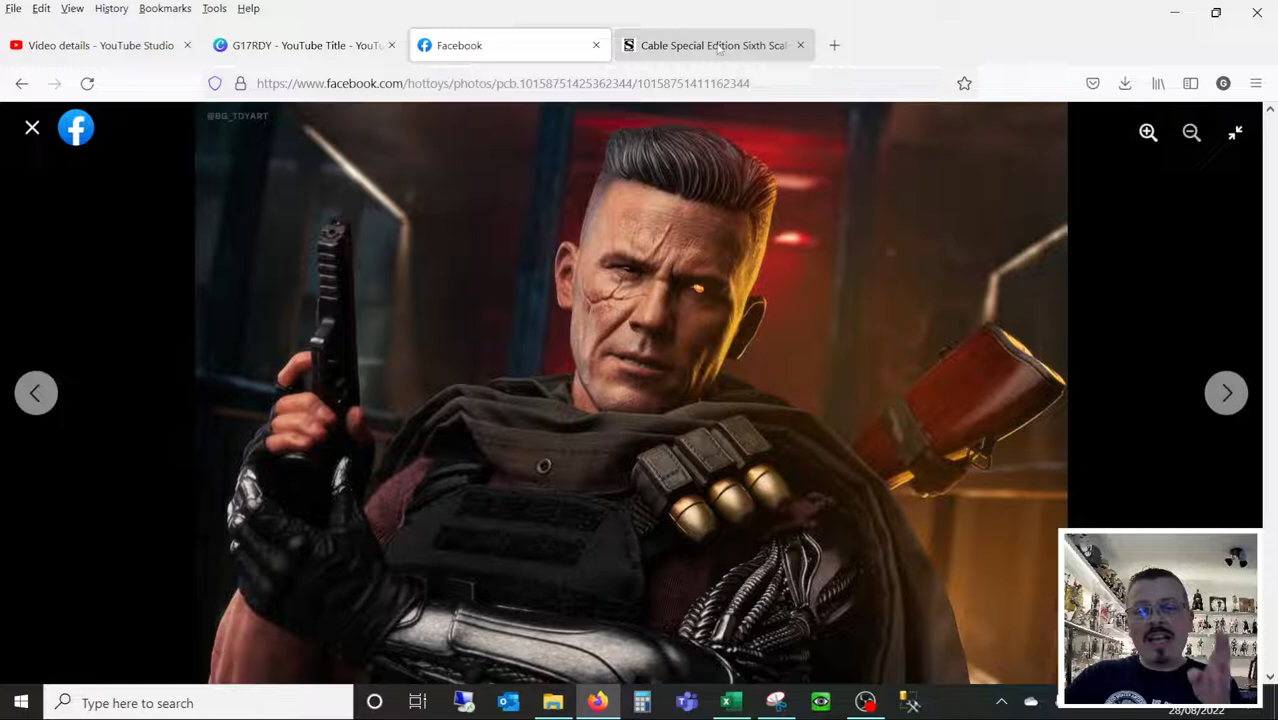 File Edit View History Bookmarks Tools Help
Video details - YouTube Studio
G17RDY - YouTube Title - YouTu
Facebook
Cable Special Edition Sixth Scal
https://www.facebook.com/hottoys/photos/pcb.10158751425362344/10158751411162344
G
@BG_TDYART
Type here to search
28/08/2022